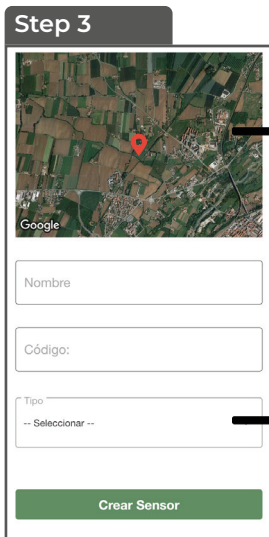 Step 3
Google
Nombre
Código:
Tipo
-- Seleccionar --
Crear Sensor